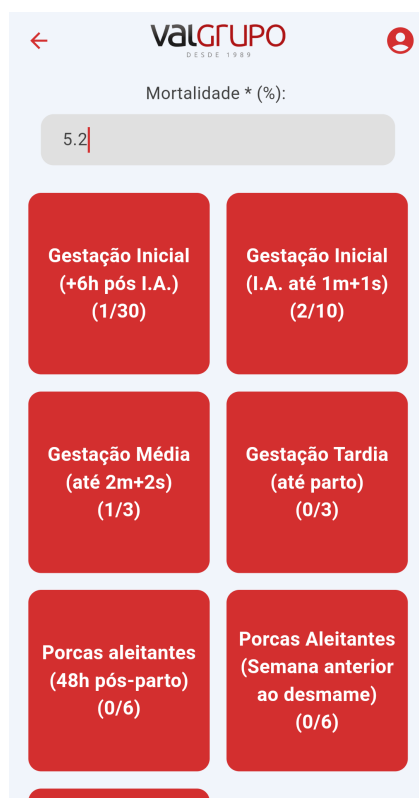 valGrupo
DESDE 1989
Mortalidade * (%):
5.2
Gestação Inicial
(+6h pós I.A.)
(1/30)
Gestação Inicial
(I.A. até 1m+1s)
(2/10)
Gestação Média
(até 2m+2s)
(1/3)
Gestação Tardia
(até parto)
(0/3)
Porcas aleitantes
(48h pós-parto)
(0/6)
Porcas Aleitantes
(Semana anterior
ao desmame)
(0/6)